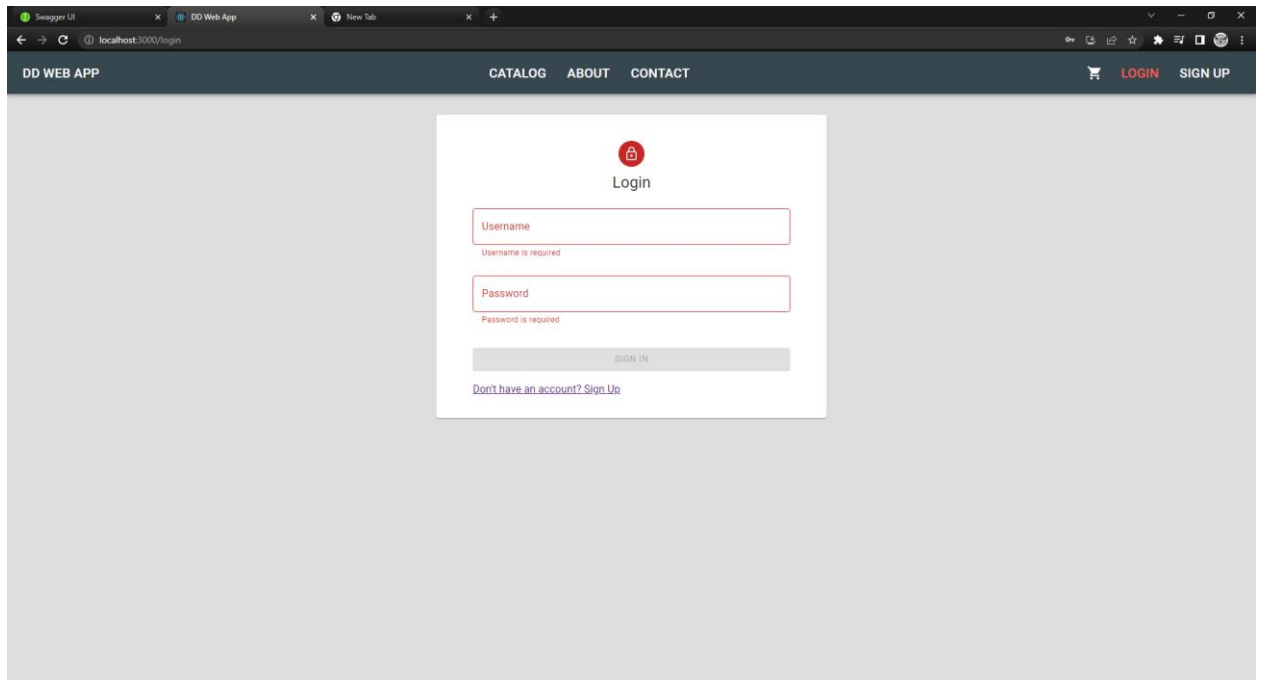 Swagger UI DD Web App New Tab
localhost:3000/login
DD WEB APP CATALOG ABOUT CONTACT LOGIN SIGN UP
Login
Username
Username is required
Password
Password is required
SIGN IN
Don't have an account? Sign Up